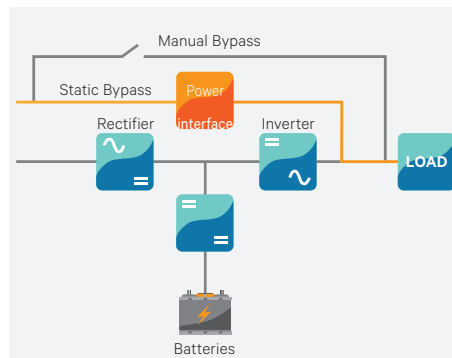 Manual Bypass
Static Bypass
Power
interface
Rectifier
Inverter
LOAD
Batteries